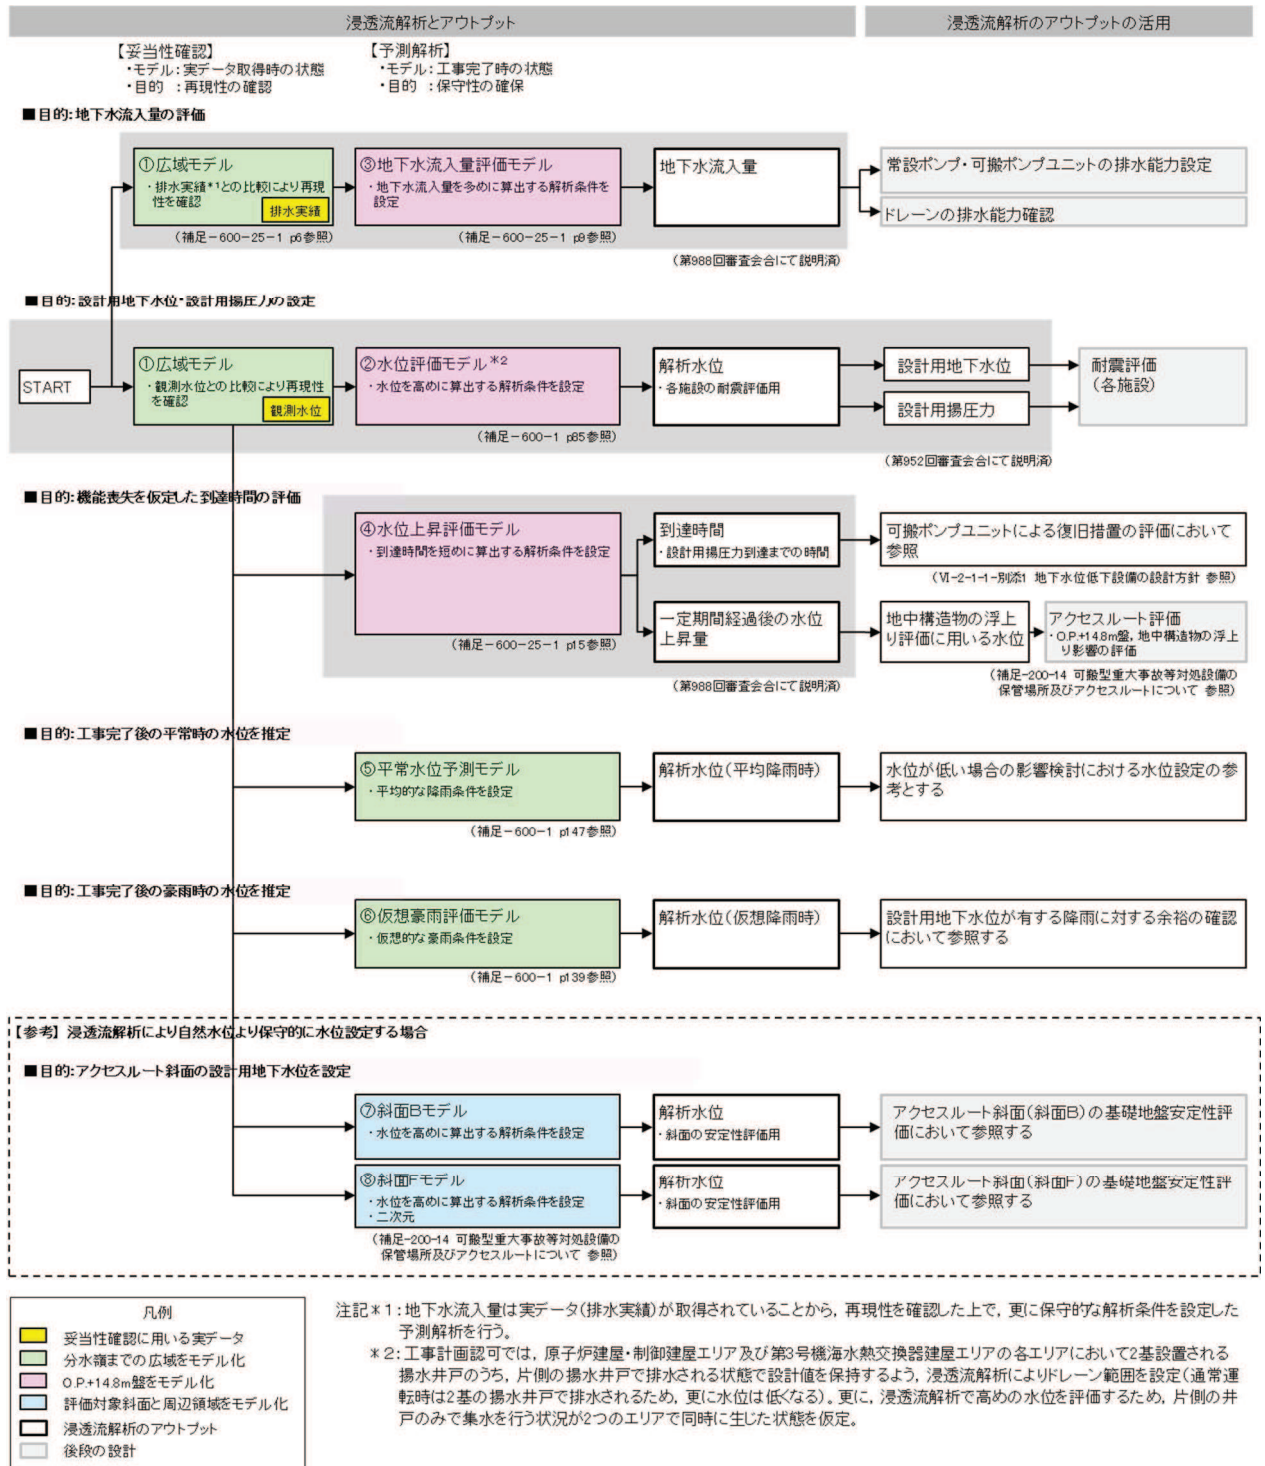 浸透流解析とアウトプット
浸透流解析のアウトプットの活用
【妥当性確認】
・モデル：実データ取得時の状態
・目的　：再現性の確認
【予測解析】
・モデル：工事完了時の状態
・目的　：保守性の確保
■目的：地下水流入量の評価
①広域モデル
・排水実績*1との比較により再現
性を確認
排水実績
（補足－600－25－1 p6参照）
③地下水流入量評価モデル
・地下水流入量を多めに算出する解析条件を
設定
（補足－600－25－1 p9参照）
地下水流入量
（第988回審査会合にて説明済）
常設ポンプ・可搬ポンプユニットの排水能力設定
ドレーンの排水能力確認
■目的：設計用地下水位・設計用揚圧力の設定
START
①広域モデル
・観測水位との比較により再現性
を確認
観測水位
②水位評価モデル*2
・水位を高めに算出する解析条件を設定
（補足－600－1 p85参照）
解析水位
・各施設の耐震評価用
設計用地下水位
設計用揚圧力
（第952回審査会合にて説明済）
耐震評価
（各施設）
■目的：機能喪失を仮定した到達時間の評価
④水位上昇評価モデル
・到達時間を短めに算出する解析条件を設定
（補足－600－25－1 p15参照）
到達時間
・設計用揚圧力到達までの時間
一定期間経過後の水位
上昇量
（第988回審査会合にて説明済）
可搬ポンプユニットによる復旧措置の評価において
参照
（Ⅵ-2-1-1-別添1 地下水位低下設備の設計方針 参照）
地中構造物の浮上
り評価に用いる水位
アクセスルート評価
・O.P.+14.8m盤，地中構造物の浮上
り影響の評価
（補足-200-14 可搬型重大事故等対処設備の
保管場所及びアクセスルートについて 参照）
■目的：工事完了後の平常時の水位を推定
⑤平常水位予測モデル
・平均的な降雨条件を設定
（補足－600－1 p147参照）
解析水位（平均降雨時）
水位が低い場合の影響検討における水位設定の参
考とする
■目的：工事完了後の豪雨時の水位を推定
⑥仮想豪雨評価モデル
・仮想的な豪雨条件を設定
（補足－600－1 p139参照）
解析水位（仮想降雨時）
設計用地下水位が有する降雨に対する余裕の確認
において参照する
【参考】浸透流解析により自然水位より保守的に水位設定する場合
■目的：アクセスルート斜面の設計用地下水位を設定
⑦斜面Bモデル
・水位を高めに算出する解析条件を設定
解析水位
・斜面の安定性評価用
アクセスルート斜面（斜面B）の基礎地盤安定性評
価において参照する
⑧斜面Fモデル
・水位を高めに算出する解析条件を設定
・二次元
（補足-200-14 可搬型重大事故等対処設備の
保管場所及びアクセスルートについて 参照）
解析水位
・斜面の安定性評価用
アクセスルート斜面（斜面F）の基礎地盤安定性評
価において参照する
凡例
妥当性確認に用いる実データ
分水嶺までの広域をモデル化
O.P.+14.8m盤をモデル化
評価対象斜面と周辺領域をモデル化
浸透流解析のアウトプット
後段の設計
注記＊1：地下水流入量は実データ（排水実績）が取得されていることから，再現性を確認した上で，更に保守的な解析条件を設定した
予測解析を行う。
＊2：工事計画認可では，原子炉建屋・制御建屋エリア及び第3号機海水熱交換器建屋エリアの各エリアにおいて2基設置される
揚水井戸のうち，片側の揚水井戸で排水される状態で設計値を保持するよう，浸透流解析によりドレーン範囲を設定（通常運
転時は2基の揚水井戸で排水されるため，更に水位は低くなる）。更に，浸透流解析で高めの水位を評価するため，片側の井
戸のみで集水を行う状況が2つのエリアで同時に生じた状態を仮定。